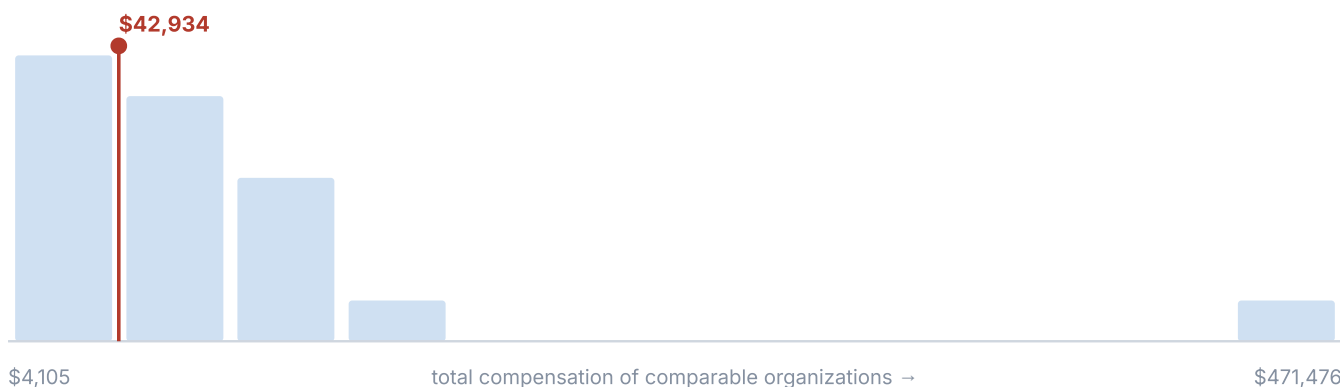 $42,934
$4,105
total compensation of comparable organizations →
$471,476